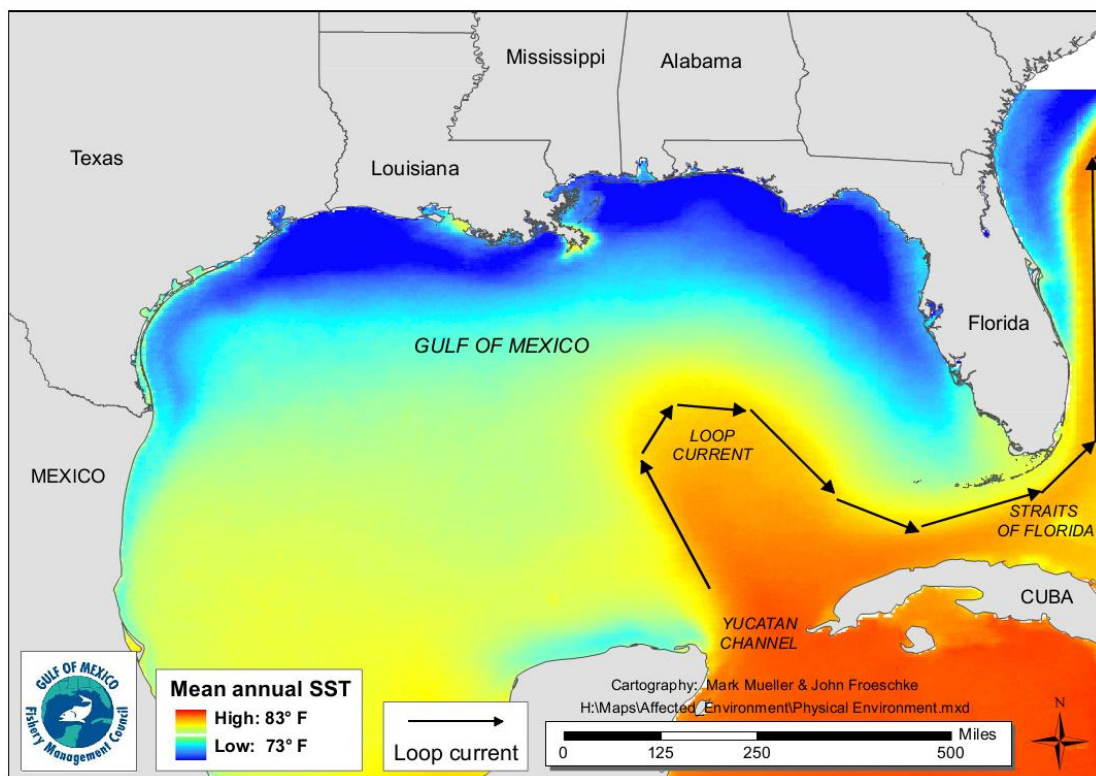 Mississippi
Alabama
Texas
Louisiana
GULF OF MEXICO
Florida
LOOP
CURRENT
MEXICO
STRAITS
OF FLORIDA
CUBA
YUCATAN
CHANNEL
GULF OF MEXICO
Fishery Management Council
Mean annual SST
High: 83° F
Low: 73° F
Loop current
Cartography: Mark Mueller & John Froeschke
H:\Maps\Affected_Environment\Physical Environment.mxd
Miles
0 125 250 500
N